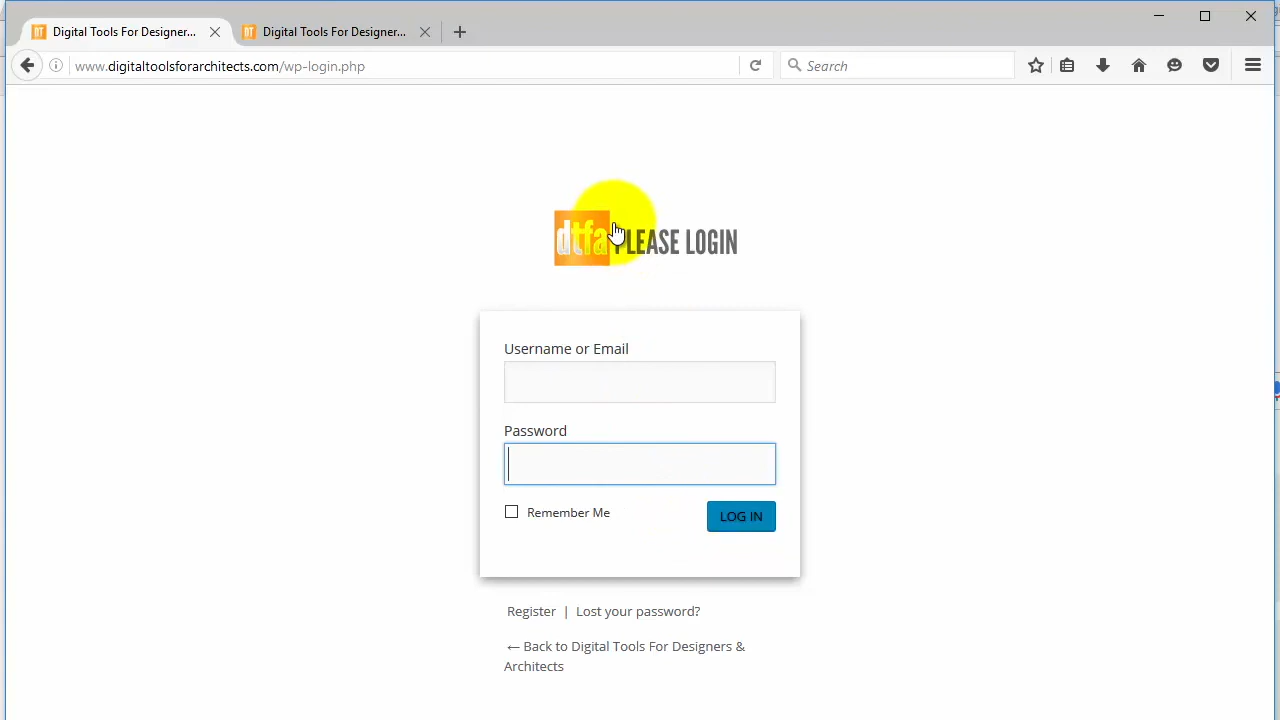 Digital Tools For Designer...
Digital Tools For Designer...
www.digitaltoolsforarchitects.com/wp-login.php
Search
dtfa PLEASE LOGIN
Username or Email
Password
Remember Me
LOG IN
Register | Lost your password?
← Back to Digital Tools For Designers &
Architects